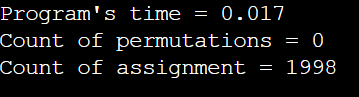 Program's time = 0.017
Count of permutations = 0
Count of assignment = 1998